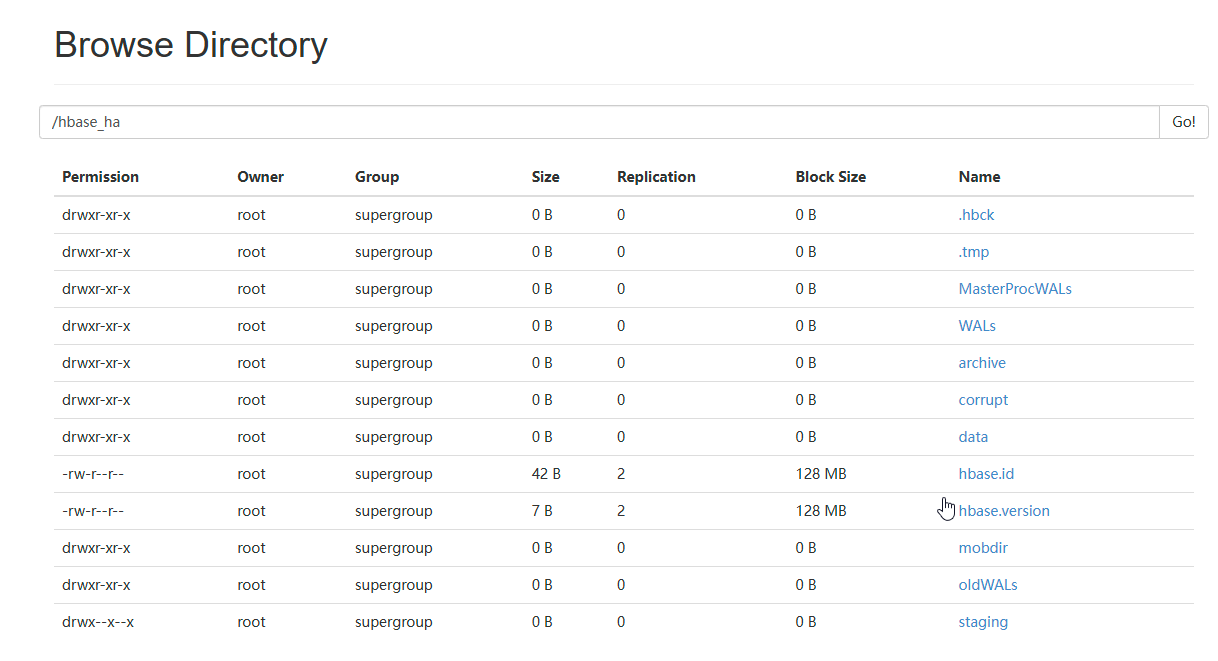 Browse Directory
/hbase_ha Go!
Permission Owner Group Size Replication Block Size Name
drwxr-xr-x root supergroup 0 B 0 0 B .hbck
drwxr-xr-x root supergroup 0 B 0 0 B .tmp
drwxr-xr-x root supergroup 0 B 0 0 B MasterProcWALs
drwxr-xr-x root supergroup 0 B 0 0 B WALs
drwxr-xr-x root supergroup 0 B 0 0 B archive
drwxr-xr-x root supergroup 0 B 0 0 B corrupt
drwxr-xr-x root supergroup 0 B 0 0 B data
-rw-r--r-- root supergroup 42 B 2 128 MB hbase.id
-rw-r--r-- root supergroup 7 B 2 128 MB hbase.version
drwxr-xr-x root supergroup 0 B 0 0 B mobdir
drwxr-xr-x root supergroup 0 B 0 0 B oldWALs
drwx--x--x root supergroup 0 B 0 0 B staging